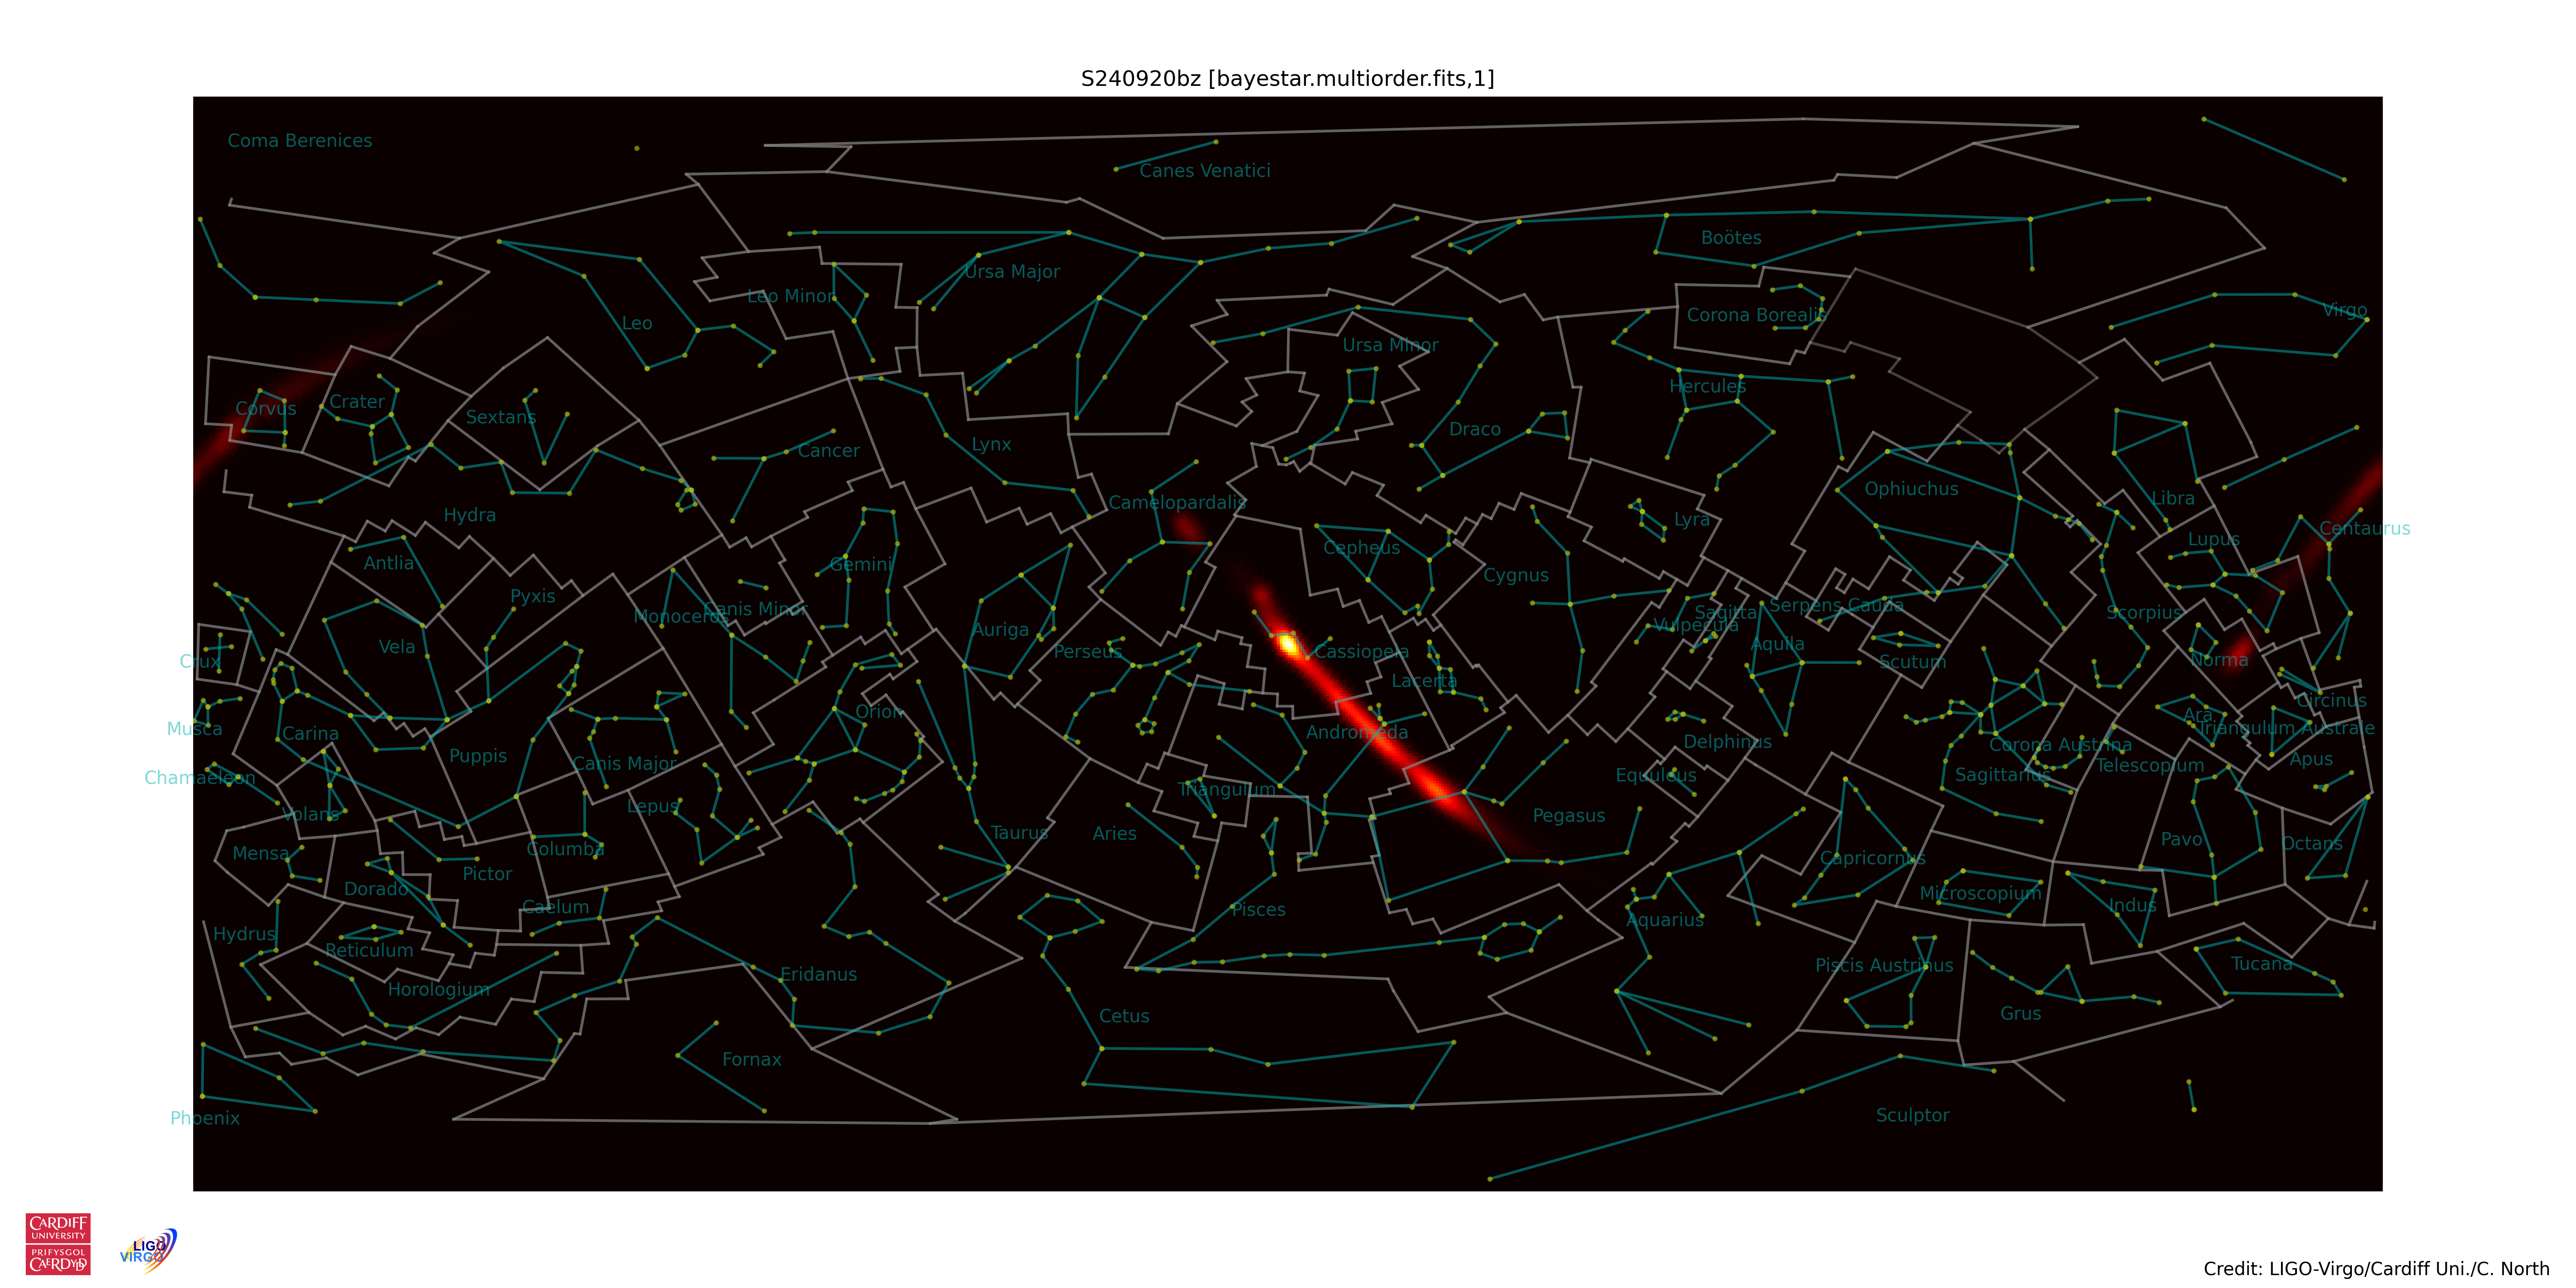 S240920bz [bayestar.multiorder.fits,1]
Coma Berenices
Canes Venatici
Boötes
Ursa Major
Leo Minor
Leo
Virgo
Corona Borealis
Ursa Minor
Hercules
Corvus
Crater
Sextans
Draco
Cancer
Lynx
Ophiuchus
Libra
Camelopardalis
Hydra
Lyra
Centaurus
Lupus
Cepheus
Antlia
Gemini
Cygnus
Pyxis
Monoceros
Canis Minor
Sagitta
Serpens Cauda
Scorpius
Vulpecula
Auriga
Vela
Aquila
Perseus
Cassiopeia
Crux
Scutum
Norma
Lacerta
Circinus
Orion
Ara
Musca
Carina
Andromeda
Triangulum Australe
Delphinus
Corona Austrina
Puppis
Canis Major
Telescopium
Apus
Chamaeleon
Equuleus
Sagittarius
Triangulum
Lepus
Volans
Pegasus
Taurus
Aries
Pavo
Octans
Columba
Mensa
Capricornus
Pictor
Dorado
Microscopium
Caelum
Pisces
Indus
Aquarius
Hydrus
Reticulum
Piscis Austrinus
Tucana
Eridanus
Horologium
Cetus
Grus
Fornax
Phoenix
Sculptor
CARDIFF
UNIVERSITY
PRIFYSGOL
CAERDYDD
LIGO
VIRGO
Credit: LIGO-Virgo/Cardiff Uni./C. North